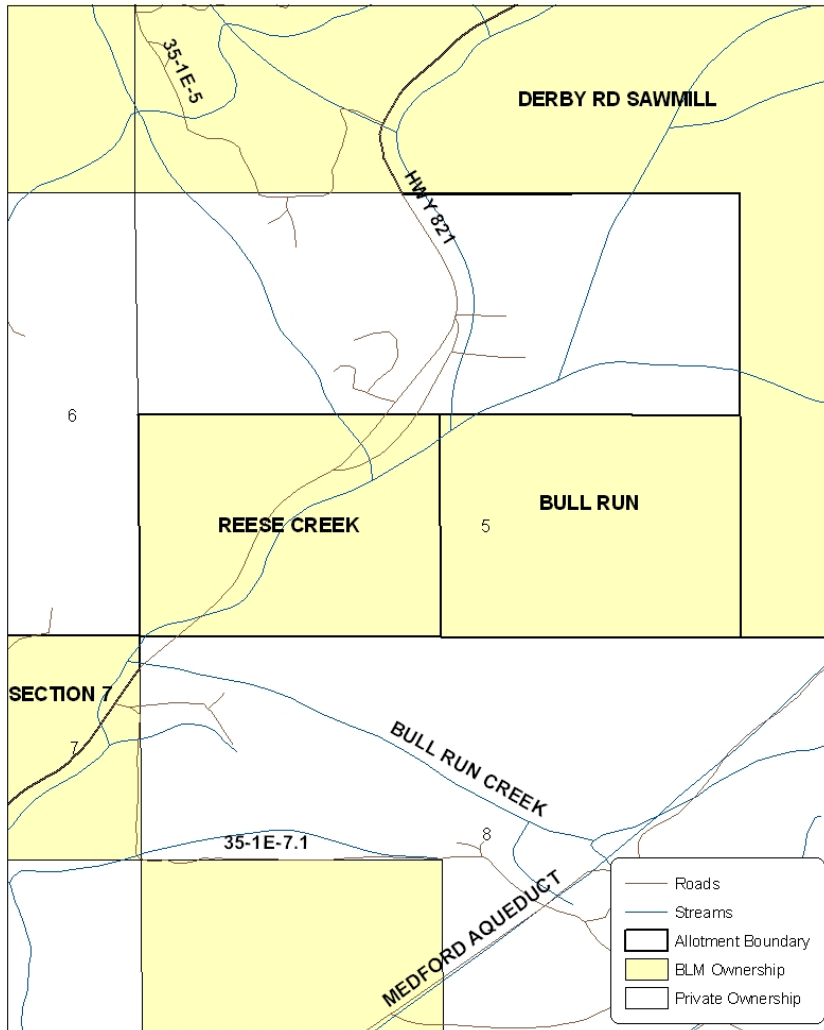 35-1E-5
DERBY RD SAWMILL
HWY 821
6
REESE CREEK
BULL RUN
5
SECTION 7
7
BULL RUN CREEK
35-1E-7.1
8
MEDFORD AQUEDUCT
Roads
Streams
Allotment Boundary
BLM Ownership
Private Ownership